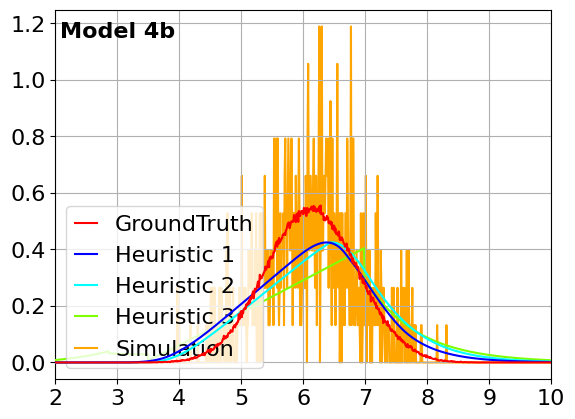 Model 4b
1.2
1.0
0.8
0.6
0.4
0.2
0.0
GroundTruth
Heuristic 1
Heuristic 2
Heuristic 3
Simulation
2 3 4 5 6 7 8 9 10